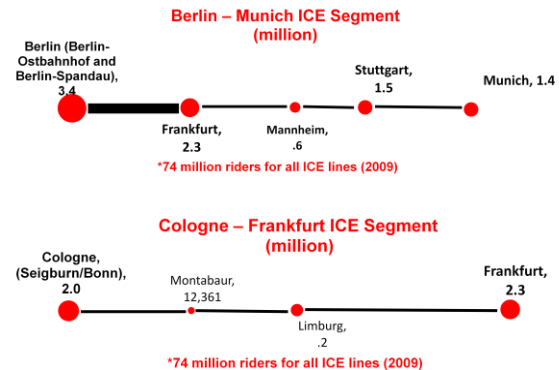 Berlin – Munich ICE Segment
(million)
Berlin (Berlin-
Ostbahnhof and
Berlin-Spandau),
3.4
Frankfurt,
2.3
Mannheim,
.6
Stuttgart,
1.5
Munich, 1.4
*74 million riders for all ICE lines (2009)
Cologne – Frankfurt ICE Segment
(million)
Cologne,
(Seigburn/Bonn),
2.0
Montabaur,
12,361
Limburg,
.2
Frankfurt,
2.3
*74 million riders for all ICE lines (2009)